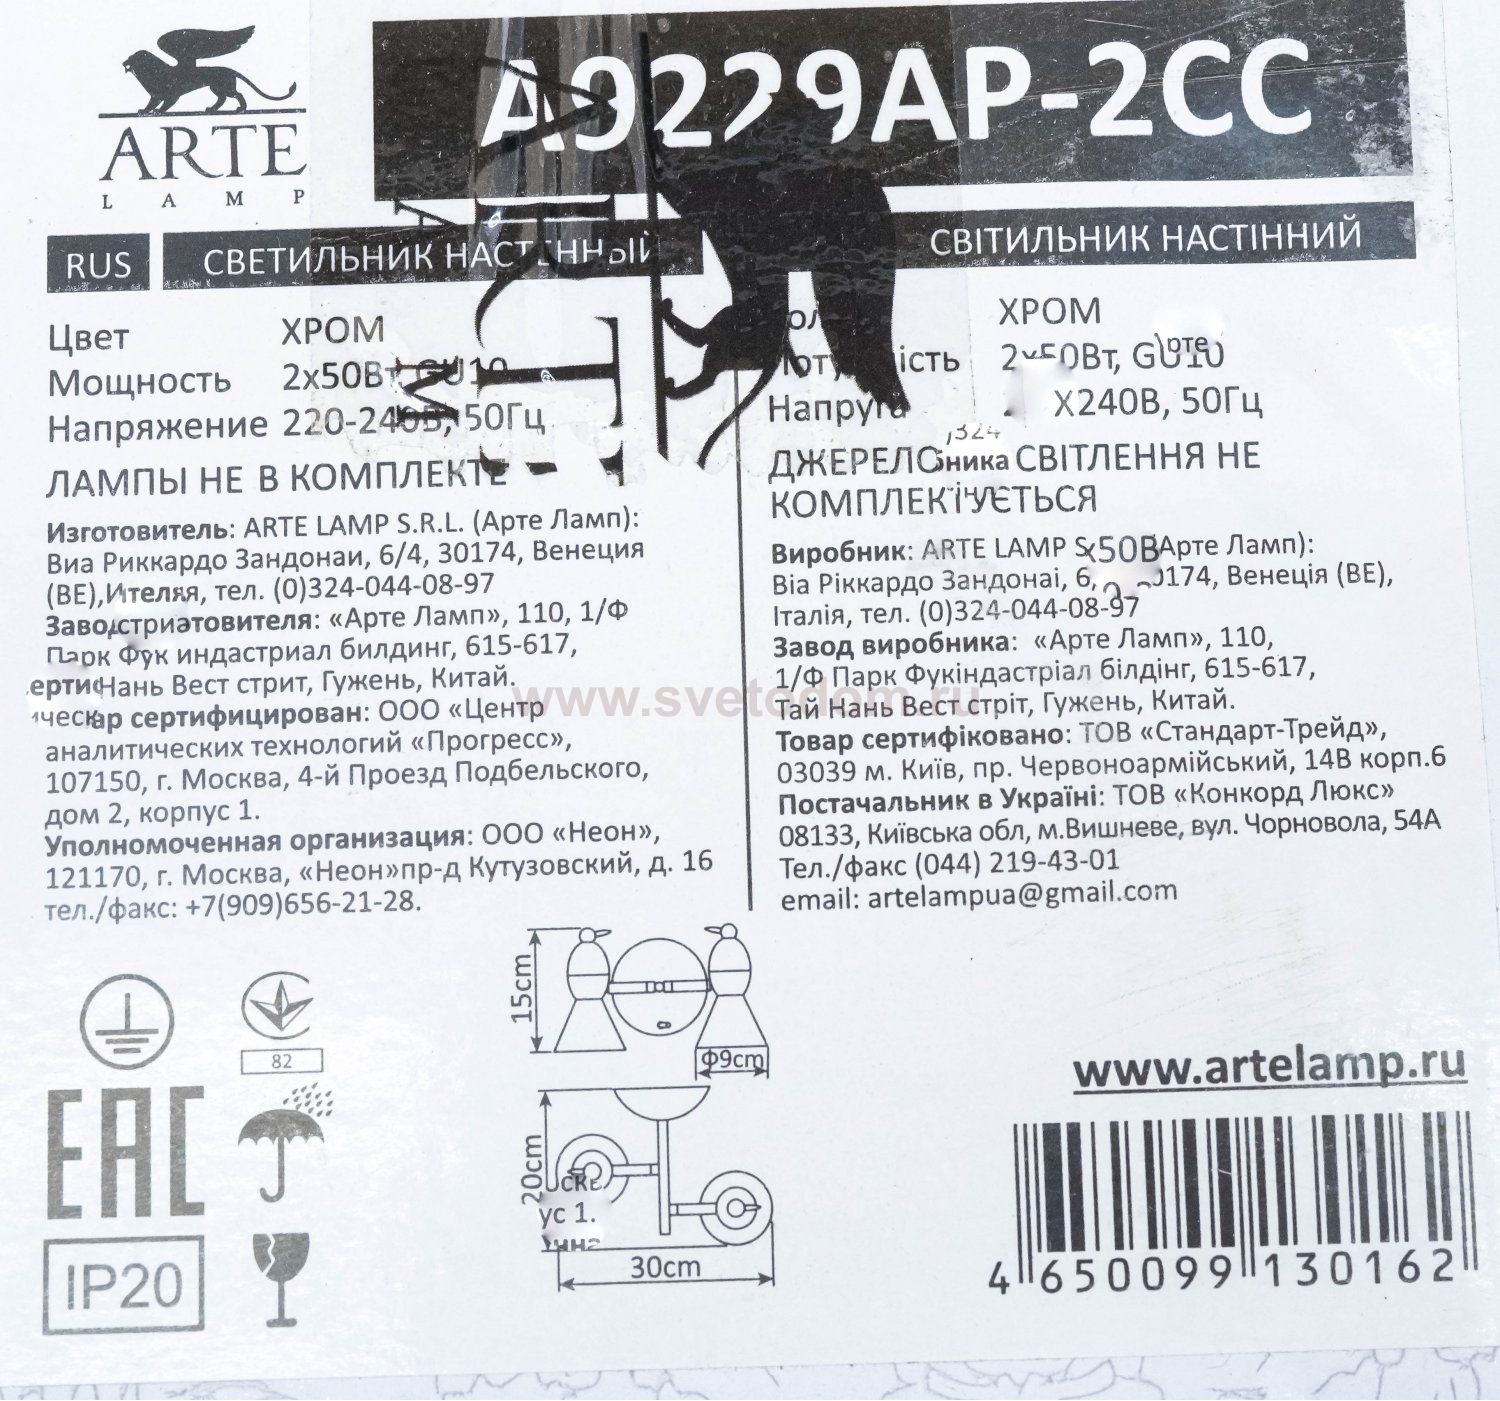 ARTE
LAMP
A9229AP-2CC
RUS
СВЕТИЛЬНИК НАСТЕННЫЙ
Цвет ХРОМ
Мощность 2x50Вт, GU10
Напряжение 220-240В, 50Гц
ЛАМПЫ НЕ В КОМПЛЕКТЕ
Изготовитель: ARTE LAMP S.R.L. (Арте Ламп):
Виа Риккардо Зандонаи, 6/4, 30174, Венеция
(ВЕ), тел. (0)324-044-08-97
«Арте Ламп», 110, 1/Ф
Парк Фук индастриал билдинг, 615-617,
Нань Вест стрит, Гужень, Китай.
сертифицирован: ООО «Центр
аналитических технологий «Прогресс»,
107150, г. Москва, 4-й Проезд Подбельского,
дом 2, корпус 1.
Уполномоченная организация: ООО «Неон»,
121170, г. Москва, «Неон»пр-д Кутузовский, д. 16
тел./факс: +7(909)656-21-28.
СВІТИЛЬНИК НАСТІННИЙ
ХРОМ
GU10
Напруга X240В, 50Гц
ДЖЕРЕЛО СВІТЛЕННЯ НЕ
КОМПЛЕКТУЄТЬСЯ
Виробник: ARTE LAMP (Арте Ламп):
Віа Ріккардо Зандонаі, Венеція (ВЕ),
Італія, тел. (0)324-044-08-97
Завод виробника: «Арте Ламп», 110,
1/Ф Парк Фукіндастріал білдінг, 615-617,
Тай Нань Вест стріт, Гужень, Китай.
Товар сертифіковано: ТОВ «Стандарт-Трейд»,
03039 м. Київ, пр. Червоноармійський, 14В корп.6
Постачальник в Україні: ТОВ «Конкорд Люкс»
08133, Київська обл, м.Вишневе, вул. Чорновола, 54А
Тел./факс (044) 219-43-01
email: artelampua@gmail.com
www.svetodom.ru
15cm
Ф9cm
20cm
30cm
82
EAC
IP20
www.artelamp.ru
4 650099 130162